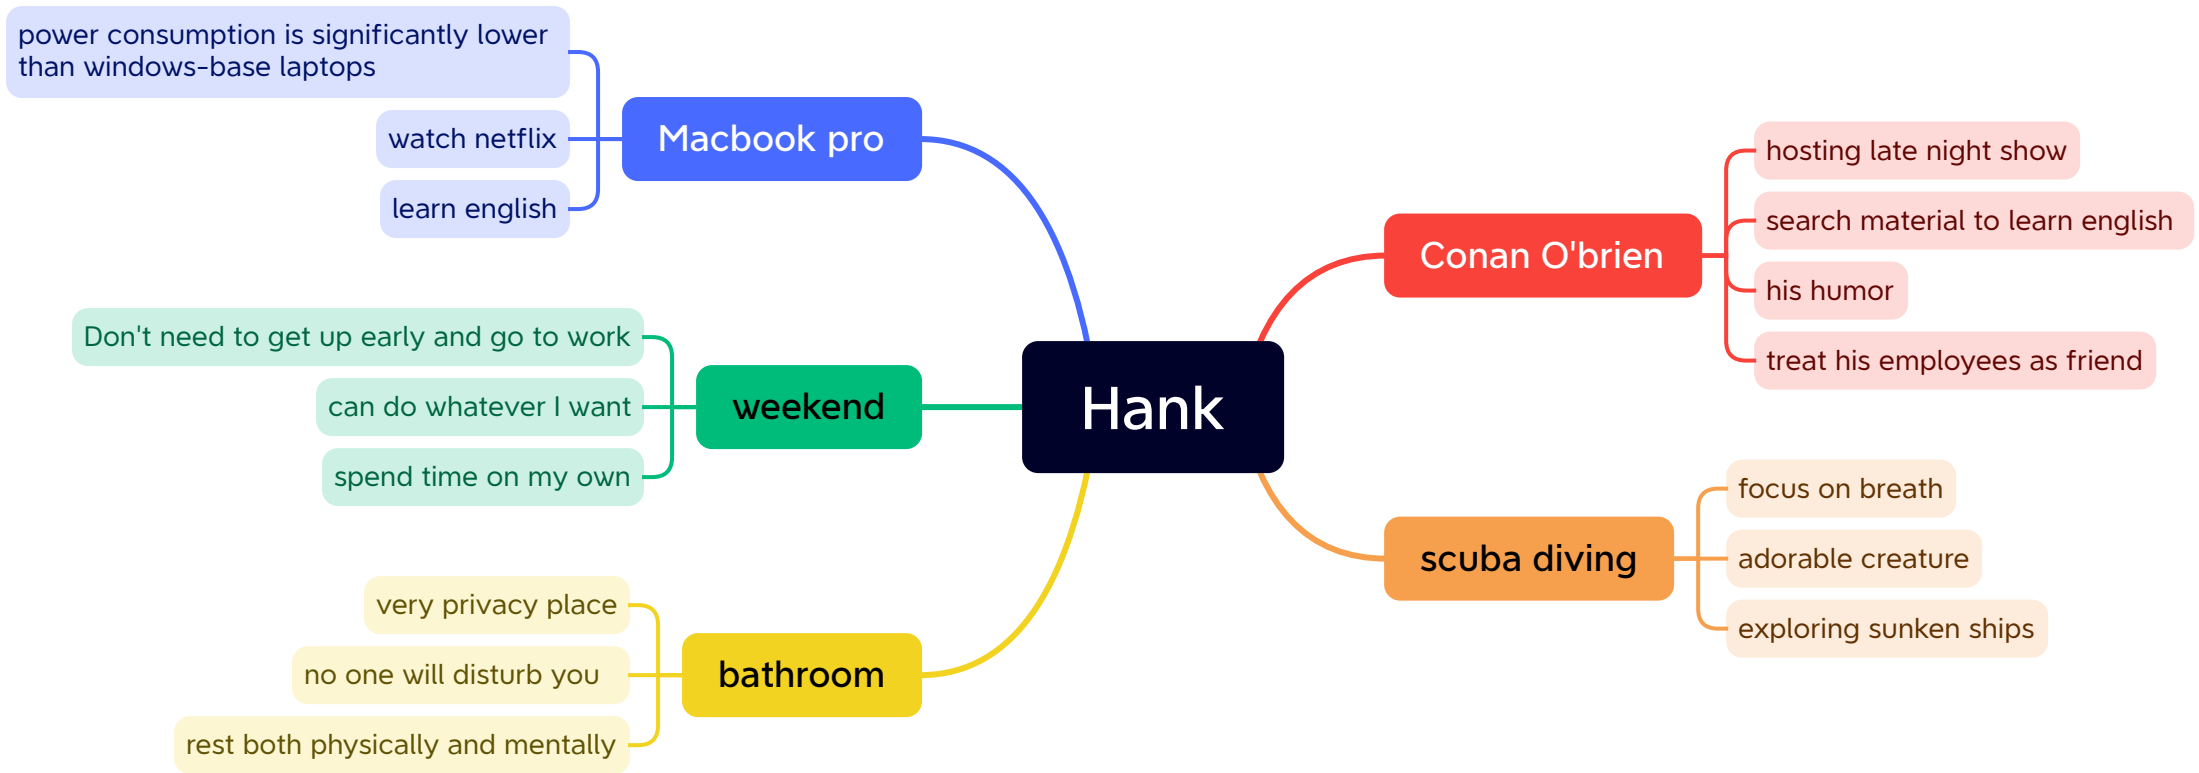 Hank
Macbook pro
power consumption is significantly lower
than windows-base laptops
watch netflix
learn english
weekend
Don't need to get up early and go to work
can do whatever I want
spend time on my own
bathroom
very privacy place
no one will disturb you
rest both physically and mentally
Conan O'brien
hosting late night show
search material to learn english
his humor
treat his employees as friend
scuba diving
focus on breath
adorable creature
exploring sunken ships